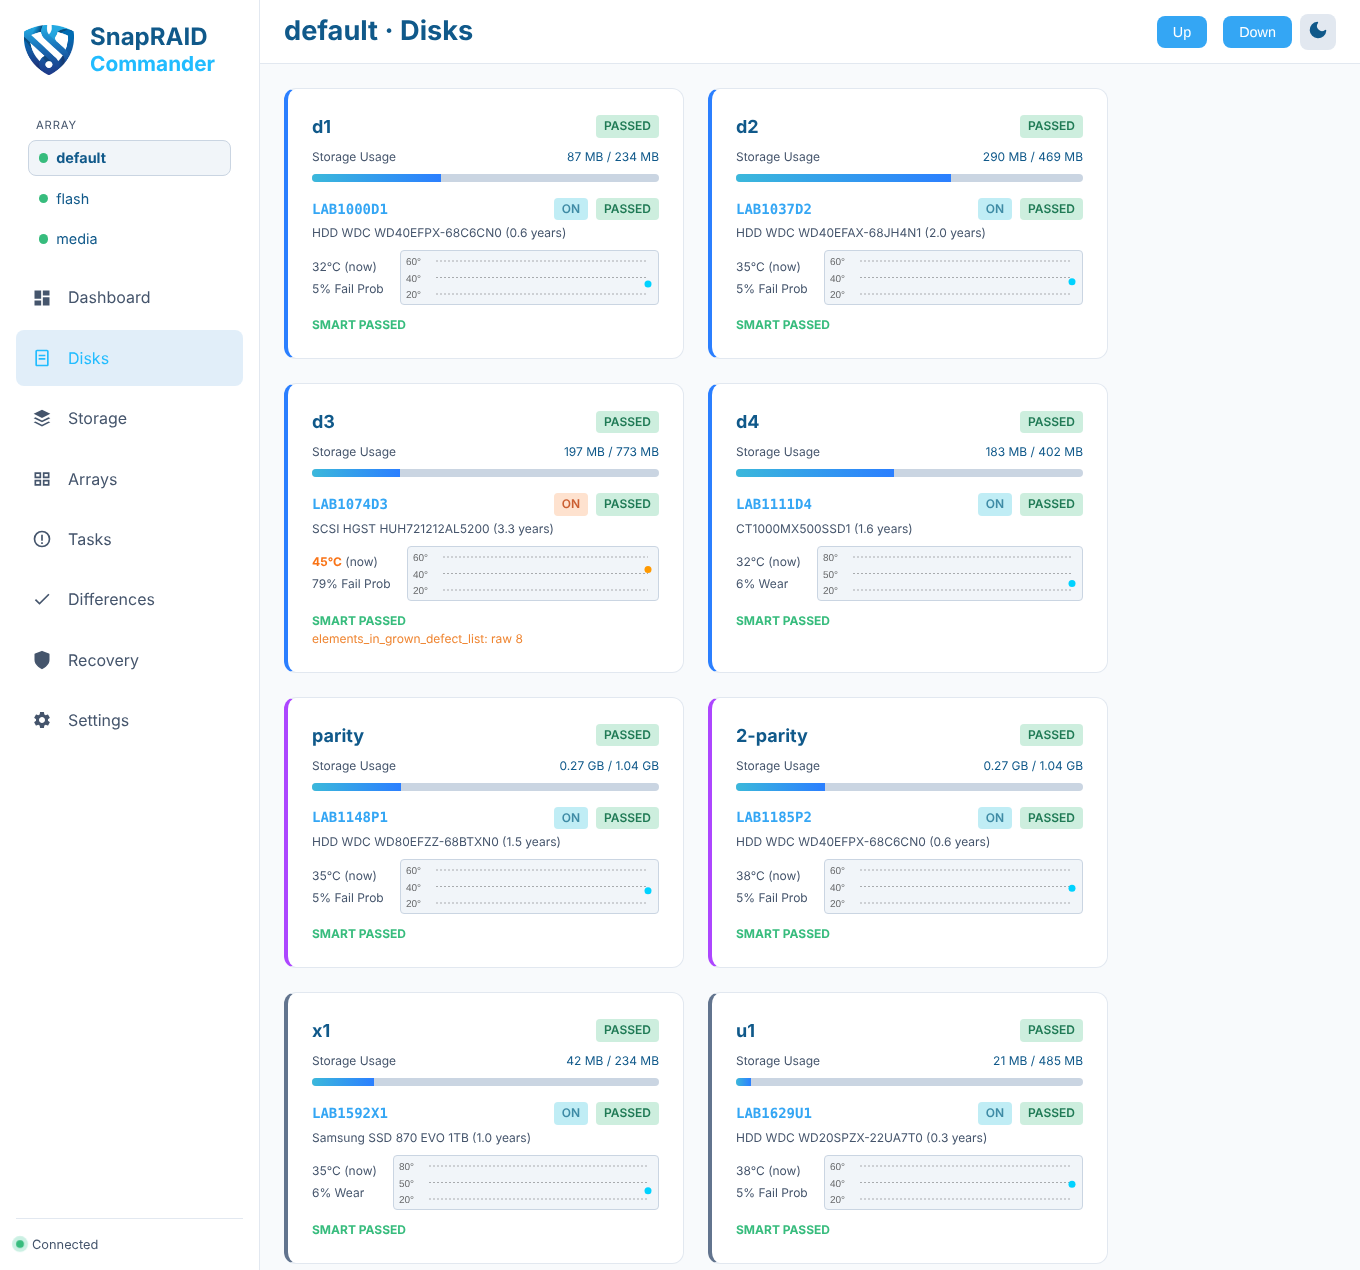 SnapRAID
Commander
ARRAY
default
flash
media
Dashboard
Disks
Storage
Arrays
Tasks
Differences
Recovery
Settings
Connected
default · Disks
Up
Down
d1
PASSED
Storage Usage
87 MB / 234 MB
LAB1000D1
ON
PASSED
HDD WDC WD40EFPX-68C6CN0 (0.6 years)
32°C (now)
5% Fail Prob
60°
40°
20°
SMART PASSED
d2
PASSED
Storage Usage
290 MB / 469 MB
LAB1037D2
ON
PASSED
HDD WDC WD40EFAX-68JH4N1 (2.0 years)
35°C (now)
5% Fail Prob
60°
40°
20°
SMART PASSED
d3
PASSED
Storage Usage
197 MB / 773 MB
LAB1074D3
ON
PASSED
SCSI HGST HUH721212AL5200 (3.3 years)
45°C (now)
79% Fail Prob
60°
40°
20°
SMART PASSED
elements_in_grown_defect_list: raw 8
d4
PASSED
Storage Usage
183 MB / 402 MB
LAB1111D4
ON
PASSED
CT1000MX500SSD1 (1.6 years)
32°C (now)
6% Wear
80°
50°
20°
SMART PASSED
parity
PASSED
Storage Usage
0.27 GB / 1.04 GB
LAB1148P1
ON
PASSED
HDD WDC WD80EFZZ-68BTXN0 (1.5 years)
35°C (now)
5% Fail Prob
60°
40°
20°
SMART PASSED
2-parity
PASSED
Storage Usage
0.27 GB / 1.04 GB
LAB1185P2
ON
PASSED
HDD WDC WD40EFPX-68C6CN0 (0.6 years)
38°C (now)
5% Fail Prob
60°
40°
20°
SMART PASSED
x1
PASSED
Storage Usage
42 MB / 234 MB
LAB1592X1
ON
PASSED
Samsung SSD 870 EVO 1TB (1.0 years)
35°C (now)
6% Wear
80°
50°
20°
SMART PASSED
u1
PASSED
Storage Usage
21 MB / 485 MB
LAB1629U1
ON
PASSED
HDD WDC WD20SPZX-22UA7T0 (0.3 years)
38°C (now)
5% Fail Prob
60°
40°
20°
SMART PASSED